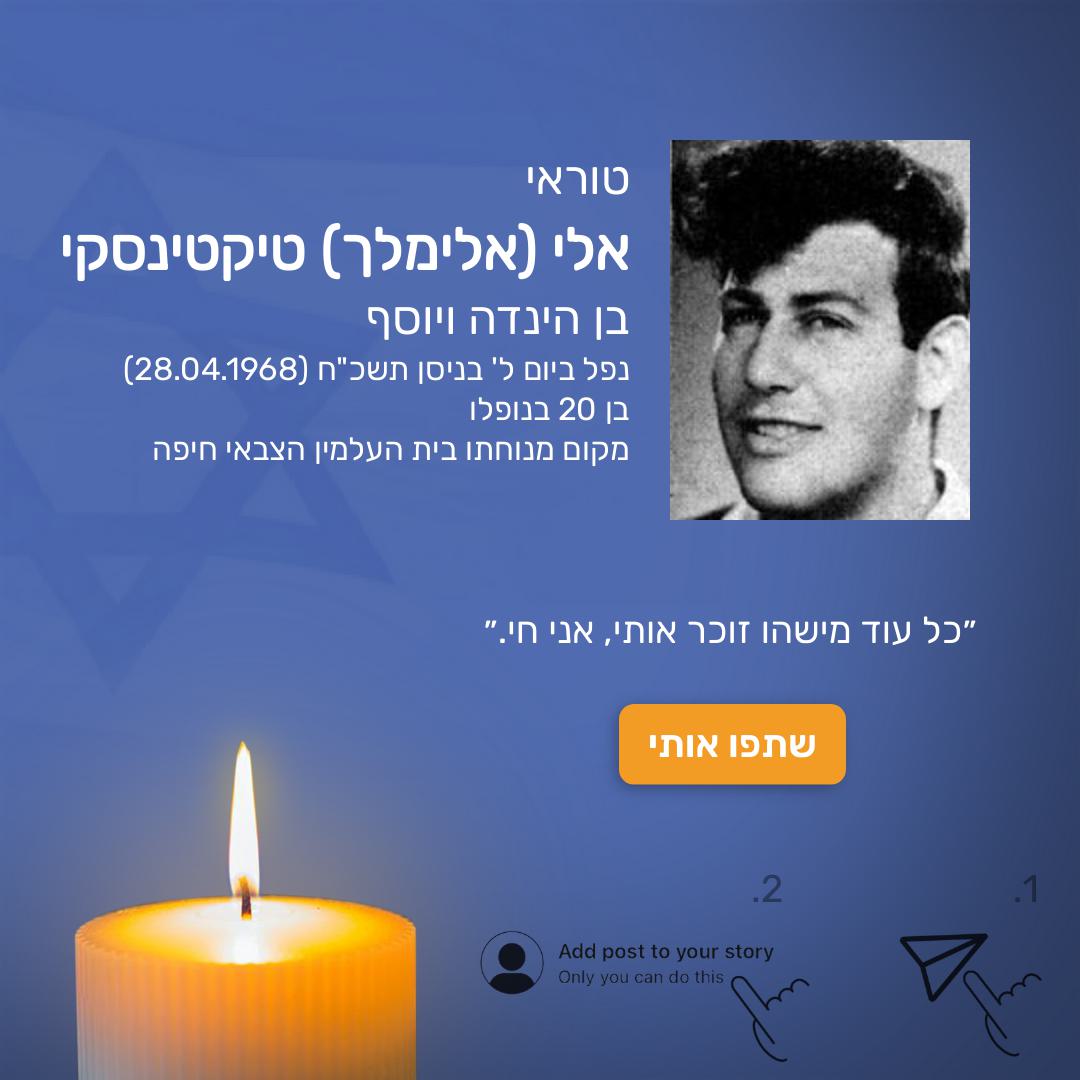 טוראי
אלי (אלימלך) טיקטינסקי
בן הינדה ויוסף
נפל ביום ל' בניסן תשכ"ח (28.04.1968)
בן 20 בנופלו
מקום מנוחתו בית העלמין הצבאי חיפה
״כל עוד מישהו זוכר אותי, אני חי.״
שתפו אותי
.1
.2
Add post to your story
Only you can do this